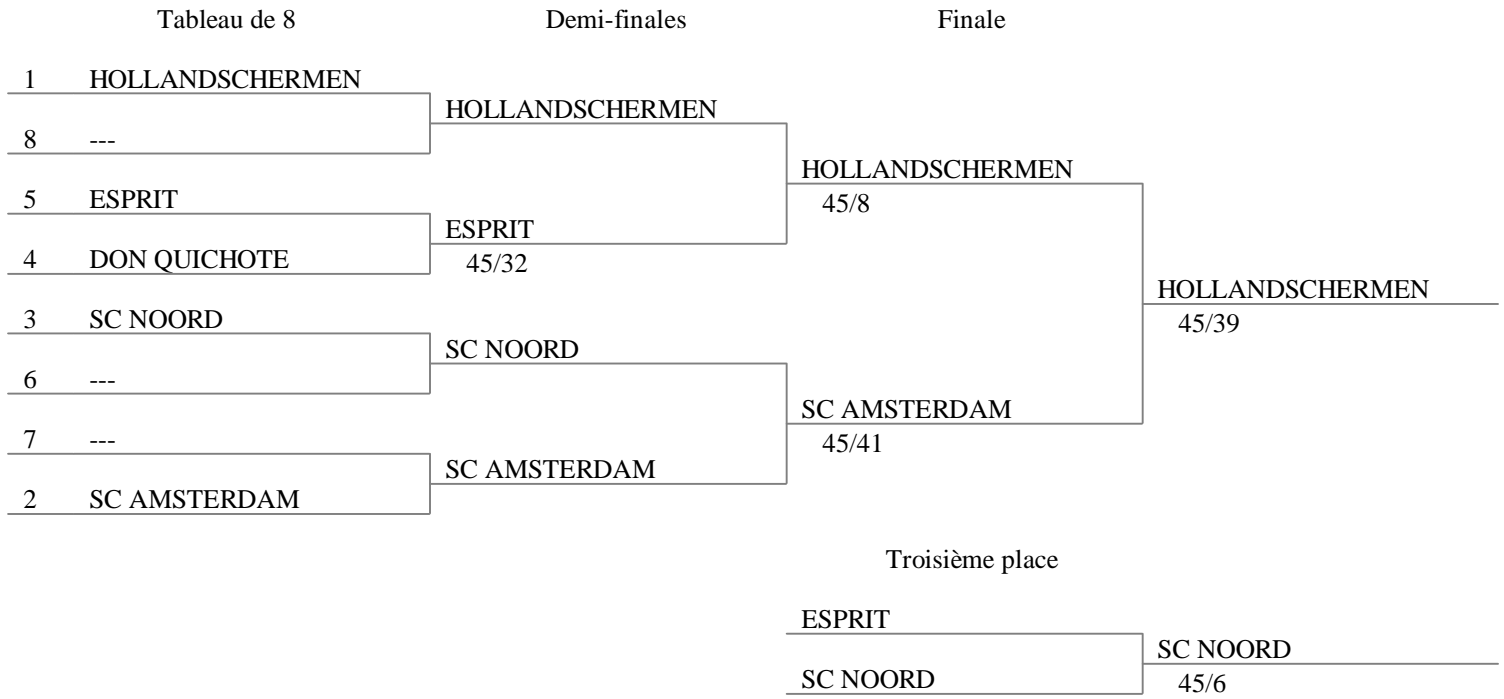 Tableau de 8 Demi-finales Finale
1 HOLLANDSCHERMEN
HOLLANDSCHERMEN
8 ---
HOLLANDSCHERMEN
5 ESPRIT
45/8
ESPRIT
4 DON QUICHOTE
45/32
HOLLANDSCHERMEN
3 SC NOORD
45/39
SC NOORD
6 ---
SC AMSTERDAM
7 ---
45/41
SC AMSTERDAM
2 SC AMSTERDAM
Troisième place
ESPRIT
SC NOORD
SC NOORD
45/6